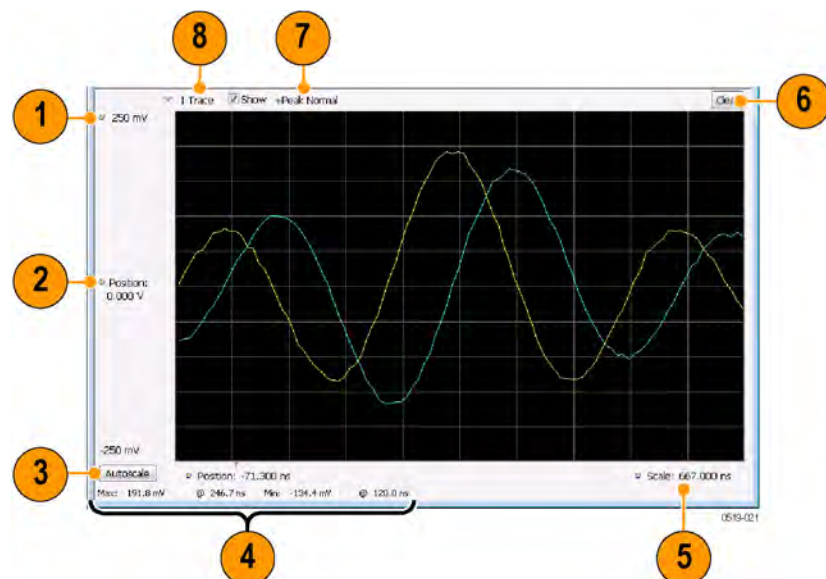 8
7
I Trace Show +Peak Normal
1
250 mV
6
2
Position:
0.000 V
-250 mV
3
Autoscale
Position: -71.300 ns
Scale: 667.000 ns
Max: 191.8 mV @ 246.7 ns Min: -134.4 mV @ 120.0 ns
0519-021
4
5